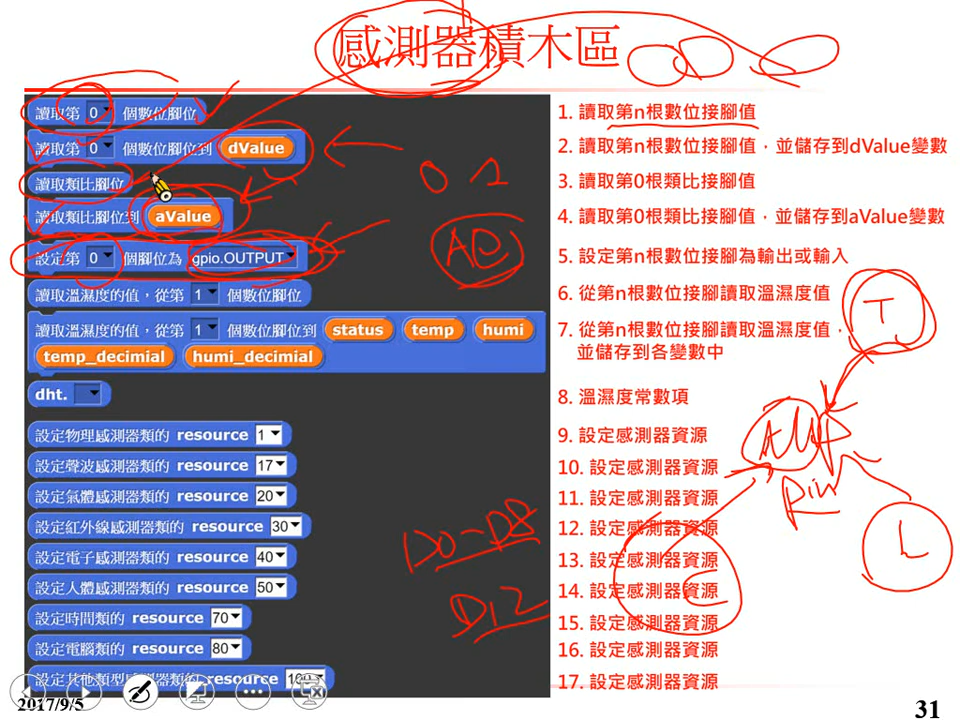 感測器積木區
讀取第 0 個數位腳位
讀取第 0 個數位腳位到 dValue
讀取類比腳位
讀取類比腳位到 aValue
設定第 0 個腳位為 gpio.OUTPUT
讀取溫濕度的值，從第 1 個數位腳位
讀取溫濕度的值，從第 1 個數位腳位到 status temp humi
temp_decimial humi_decimial
dht.
設定物理感測器類的 resource 1
設定聲波感測器類的 resource 17
設定氣體感測器類的 resource 20
設定紅外線感測器類的 resource 30
設定電子感測器類的 resource 40
設定人體感測器類的 resource 50
設定時間類的 resource 70
設定電腦類的 resource 80
設定其他類型感測器類的 resource
1. 讀取第n根數位接腳值
2. 讀取第n根數位接腳值，並儲存到dValue變數
3. 讀取第0根類比接腳值
4. 讀取第0根類比接腳值，並儲存到aValue變數
5. 設定第n根數位接腳為輸出或輸入
6. 從第n根數位接腳讀取溫濕度值
7. 從第n根數位接腳讀取溫濕度值，
並儲存到各變數中
8. 溫濕度常數項
9. 設定感測器資源
10. 設定感測器資源
11. 設定感測器資源
12. 設定感測器資源
13. 設定感測器資源
14. 設定感測器資源
15. 設定感測器資源
16. 設定感測器資源
17. 設定感測器資源
0 1
T
Pin
L
C
D0-D8
D12
2017/9/5
31